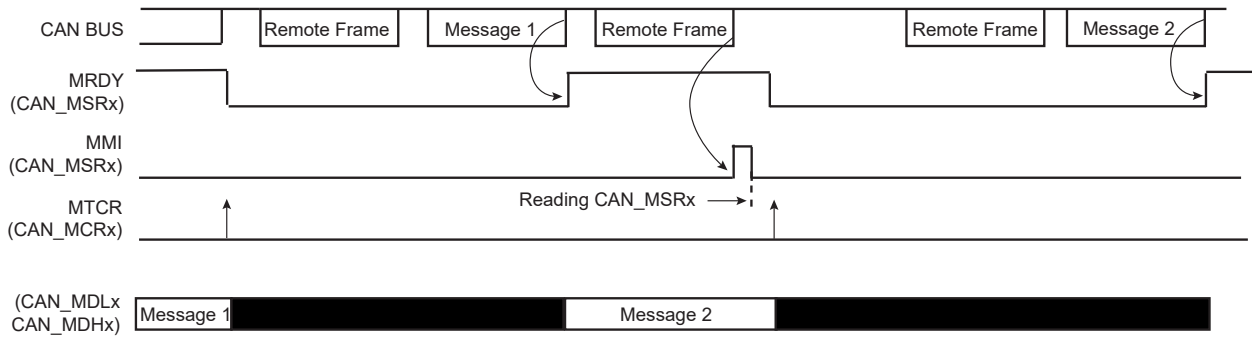 CAN BUS
Remote Frame Message 1 Remote Frame Remote Frame Message 2
MRDY
(CAN_MSRx)
MMI
(CAN_MSRx)
Reading CAN_MSRx
MTCR
(CAN_MCRx)
(CAN_MDLx
CAN_MDHx)
Message 1 Message 2